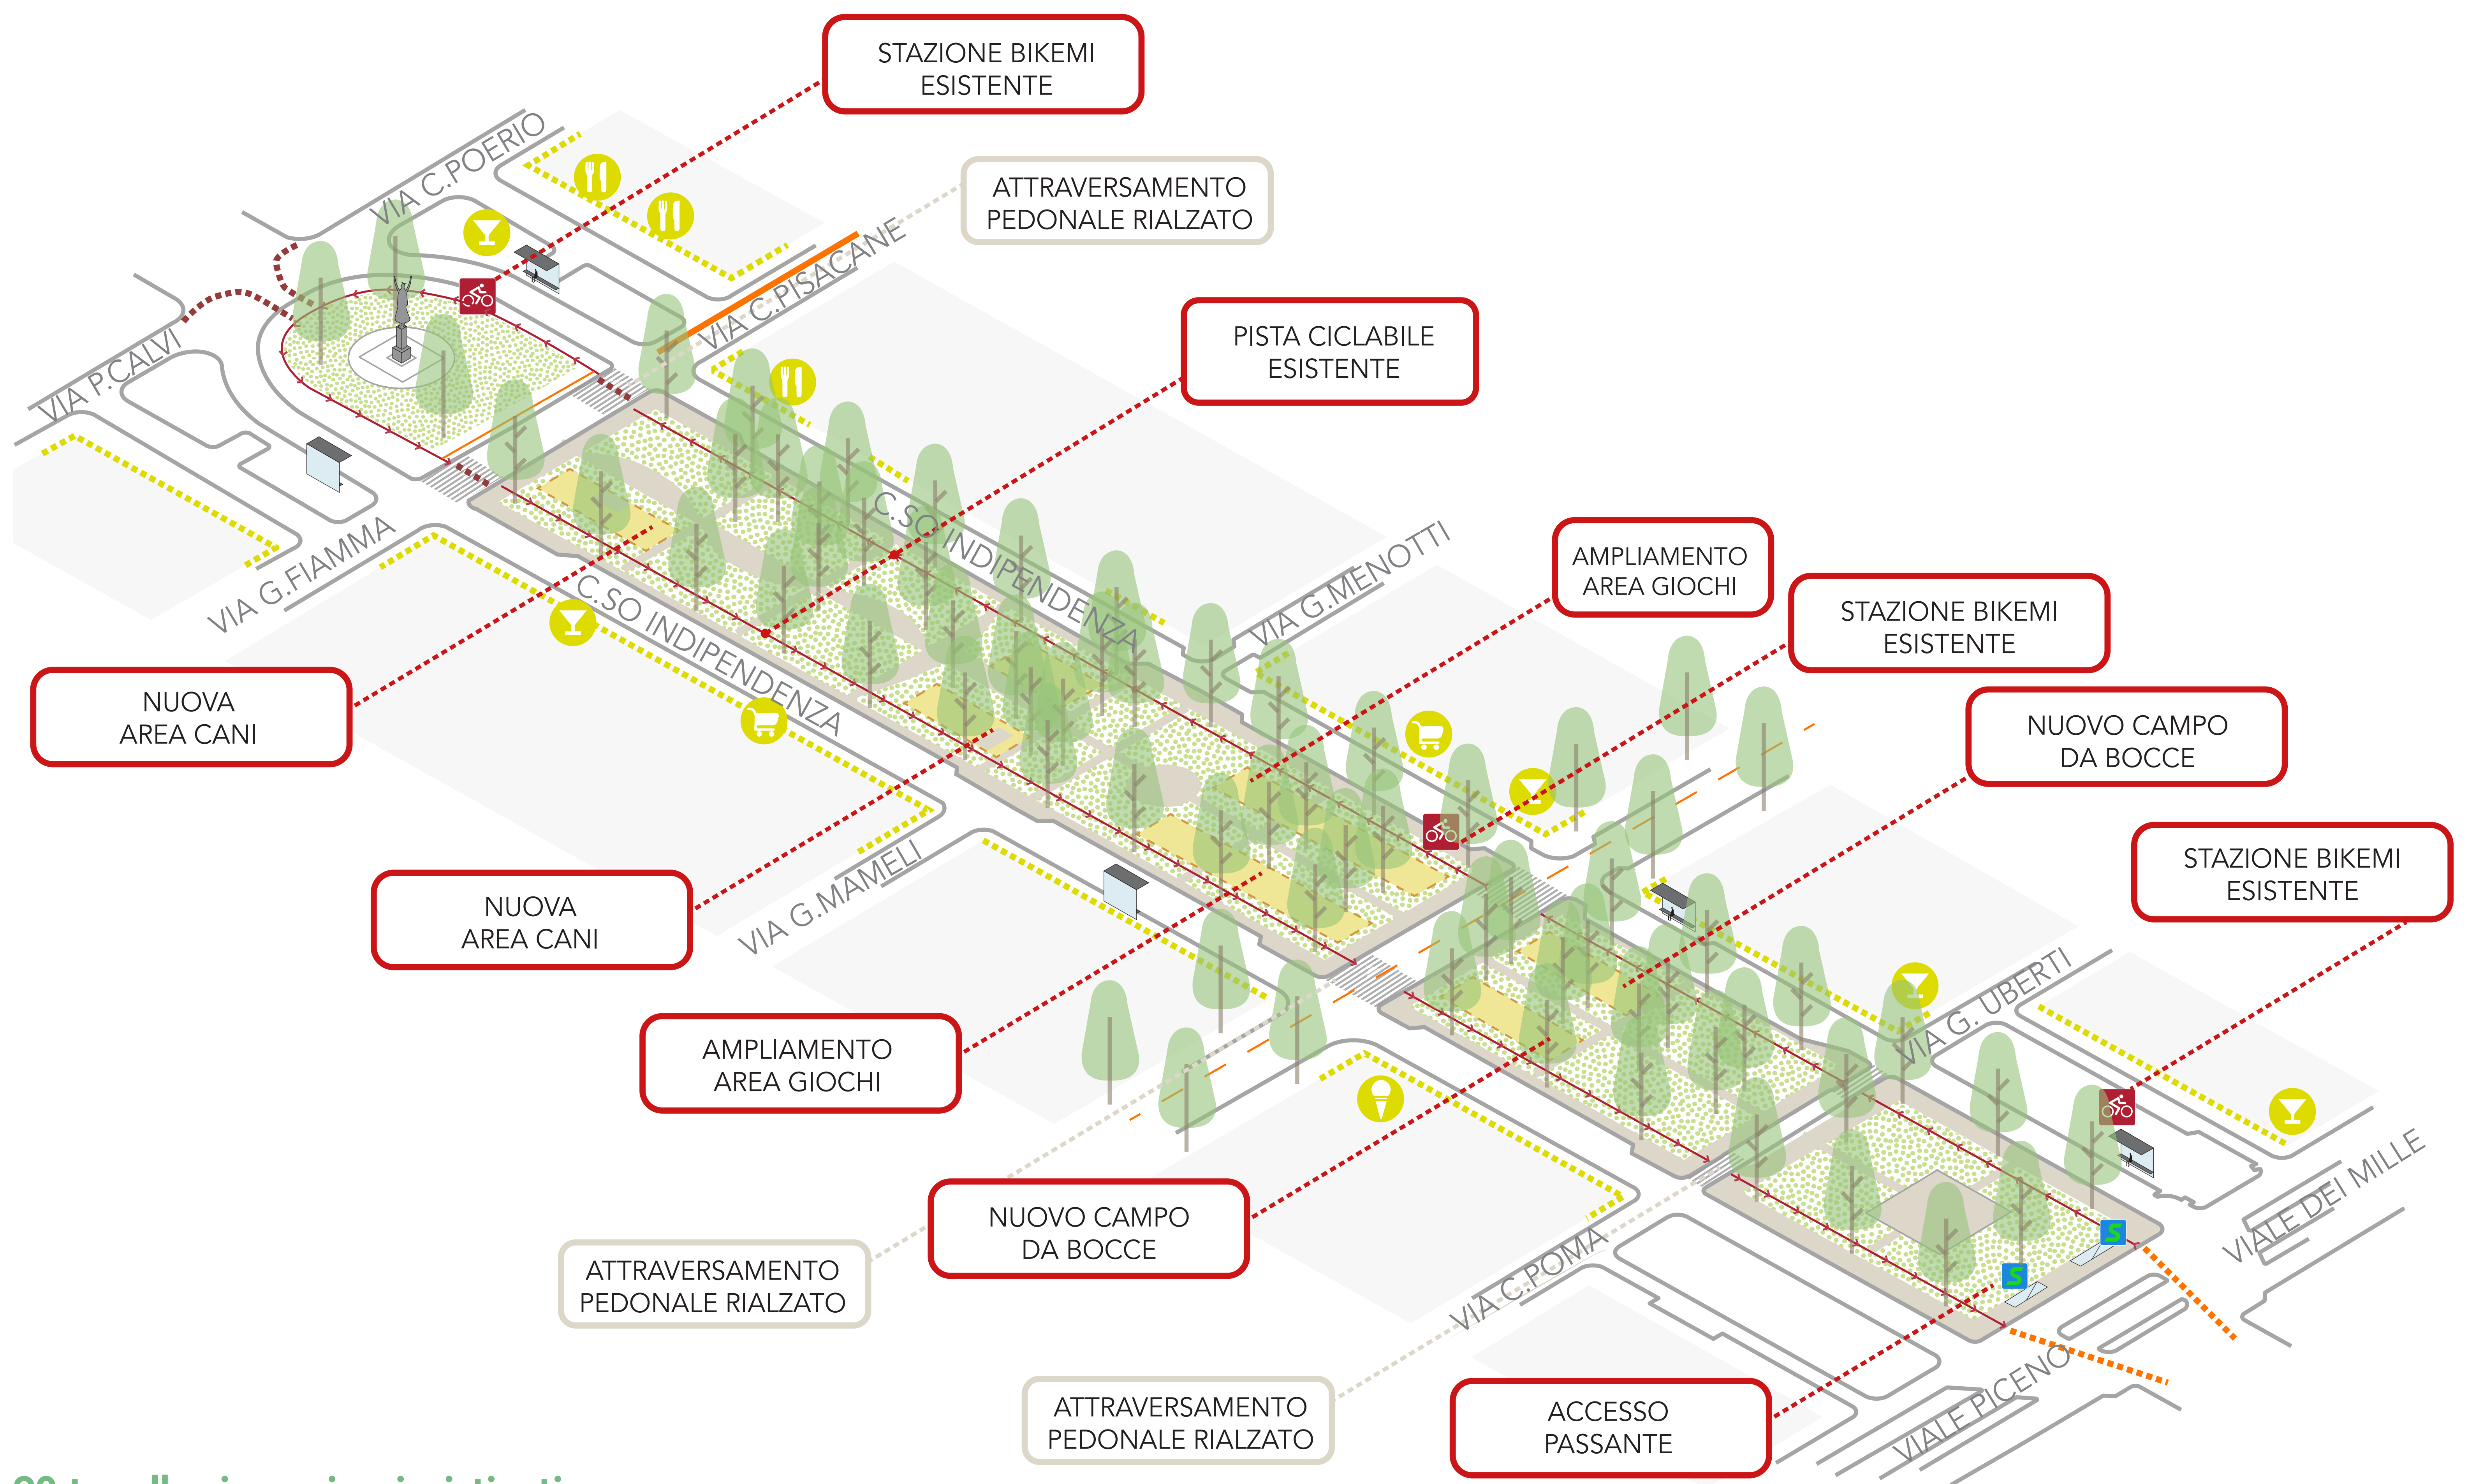 STAZIONE BIKEMI
ESISTENTE
VIA C.POERIO
ATTRAVERSAMENTO
PEDONALE RIALZATO
VIA C.PISACANE
PISTA CICLABILE
ESISTENTE
VIA P.CALVI
C.SO INDIPENDENZA
VIA G.FIAMMA
VIA G.MENOTTI
AMPLIAMENTO
AREA GIOCHI
STAZIONE BIKEMI
ESISTENTE
C.SO INDIPENDENZA
NUOVA
AREA CANI
NUOVO CAMPO
DA BOCCE
STAZIONE BIKEMI
ESISTENTE
VIA G.MAMELI
NUOVA
AREA CANI
VIA G. UBERTI
AMPLIAMENTO
AREA GIOCHI
VIALE DEI MILLE
NUOVO CAMPO
DA BOCCE
S
S
ATTRAVERSAMENTO
PEDONALE RIALZATO
VIA C.POMA
VIALE PICENO
ATTRAVERSAMENTO
PEDONALE RIALZATO
ACCESSO
PASSANTE